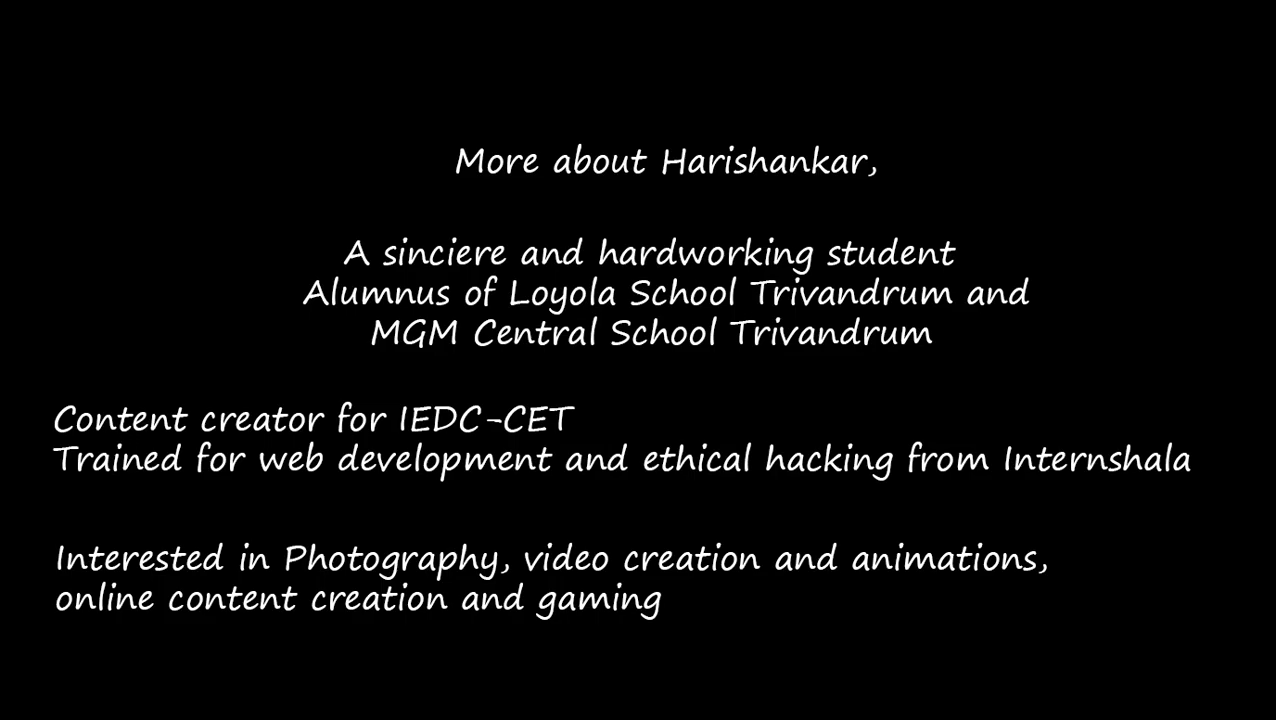 More about Harishankar,
A sinciere and hardworking student
Alumnus of Loyola School Trivandrum and
MGM Central School Trivandrum
Content creator for IEDC-CET
Trained for web development and ethical hacking from Internshala
Interested in Photography, video creation and animations,
online content creation and gaming